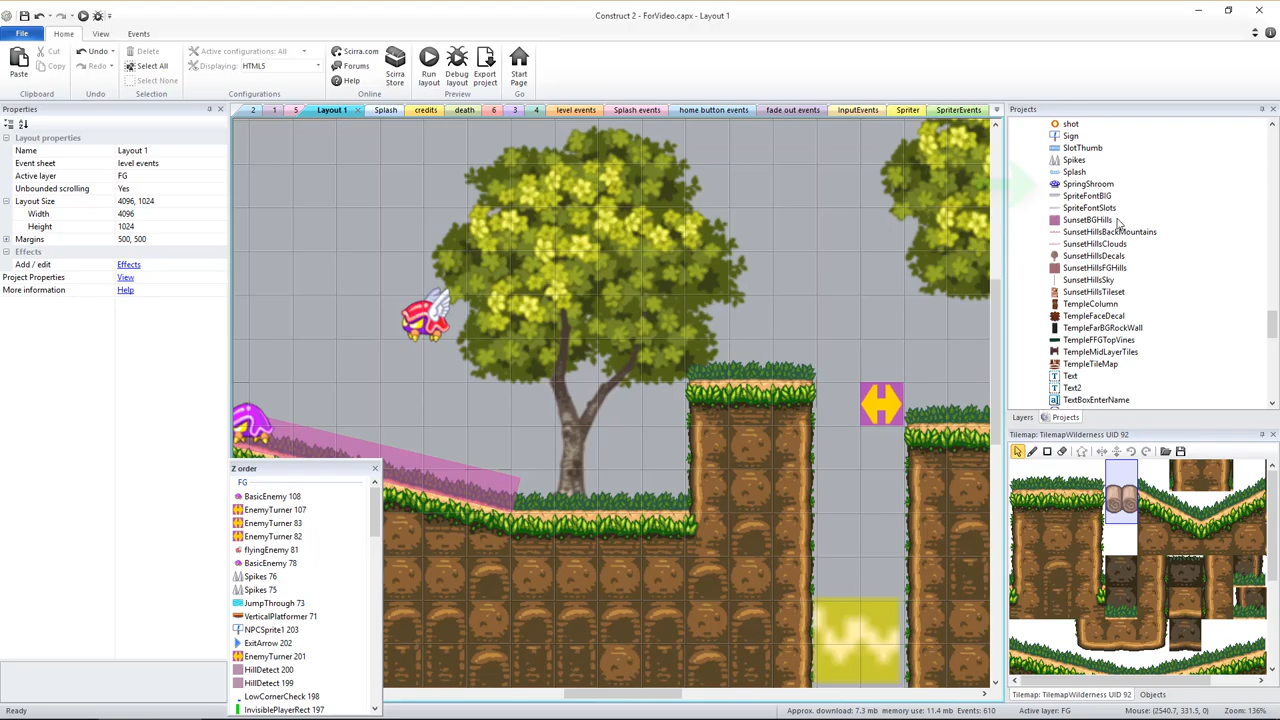 Construct 2 - ForVideo.capx - Layout 1
File
Home
View
Events
Paste
Cut
Copy
Clipboard
Undo
Redo
Undo
Delete
Select All
Select None
Selection
Active configurations: All
Displaying: HTML5
Configurations
Scirra.com
Forums
Help
Online
Scirra
Store
Run
layout
Debug
layout
Export
project
Preview
Start
Page
Go
Properties
Layout properties
Name Layout 1
Event sheet level events
Active layer FG
Unbounded scrolling Yes
Layout Size 4096, 1024
Width 4096
Height 1024
Margins 500, 500
Effects
Add / edit Effects
Project Properties View
More information Help
2 1 5 Layout 1 Splash credits death 6 3 4 level events Splash events home button events fade out events InputEvents Spriter SpriterEvents
Z order
FG
BasicEnemy 108
EnemyTurner 107
EnemyTurner 83
EnemyTurner 82
flyingEnemy 81
BasicEnemy 78
Spikes 76
Spikes 75
JumpThrough 73
VerticalPlatformer 71
NPCSprite1 203
ExitArrow 202
EnemyTurner 201
HillDetect 200
HillDetect 199
LowCornerCheck 198
InvisiblePlayerRect 197
Projects
shot
Sign
SlotThumb
Spikes
Splash
SpringShroom
SpriteFontBIG
SpriteFontSlots
SunsetBGHills
SunsetHillsBackMountains
SunsetHillsClouds
SunsetHillsDecals
SunsetHillsFGHills
SunsetHillsSky
SunsetHillsTileset
TempleColumn
TempleFaceDecal
TempleFarBGRockWall
TempleFFGTopVines
TempleMidLayerTiles
TempleTileMap
Text
Text2
TextBoxEnterName
Layers Projects
Tilemap: TilemapWilderness UID 92
Tilemap: TilemapWilderness UID 92 Objects
Ready
Approx. download: 7.3 mb memory use: 11.4 mb Events: 610 Active layer: FG Mouse: (2540.7, 331.5, 0) Zoom: 136%